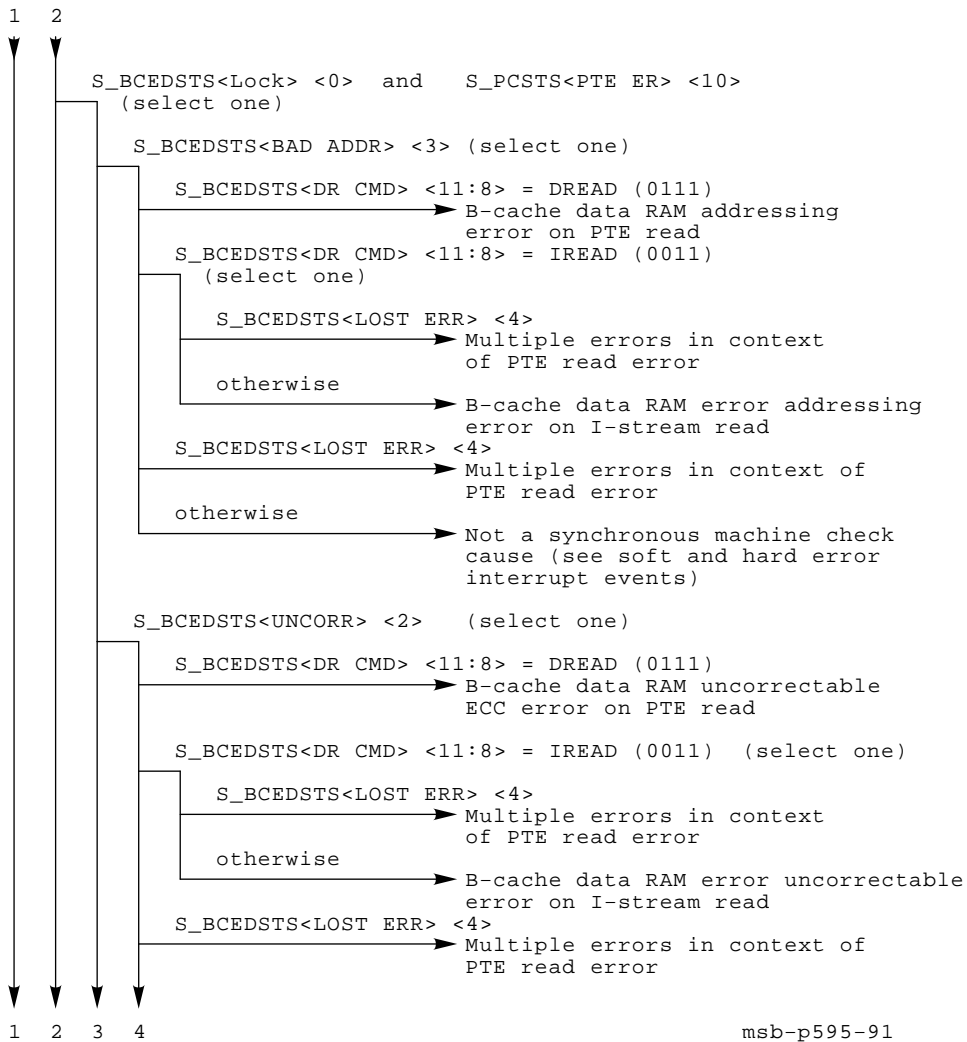 1 2
S_BCEDSTS<Lock> <0> and S_PCSTS<PTE ER> <10>
(select one)
S_BCEDSTS<BAD ADDR> <3> (select one)
S_BCEDSTS<DR CMD> <11:8> = DREAD (0111)
B-cache data RAM addressing
error on PTE read
S_BCEDSTS<DR CMD> <11:8> = IREAD (0011)
(select one)
S_BCEDSTS<LOST ERR> <4>
Multiple errors in context
of PTE read error
otherwise
B-cache data RAM error addressing
error on I-stream read
S_BCEDSTS<LOST ERR> <4>
Multiple errors in context of
PTE read error
otherwise
Not a synchronous machine check
cause (see soft and hard error
interrupt events)
S_BCEDSTS<UNCORR> <2> (select one)
S_BCEDSTS<DR CMD> <11:8> = DREAD (0111)
B-cache data RAM uncorrectable
ECC error on PTE read
S_BCEDSTS<DR CMD> <11:8> = IREAD (0011) (select one)
S_BCEDSTS<LOST ERR> <4>
Multiple errors in context
of PTE read error
otherwise
B-cache data RAM error uncorrectable
error on I-stream read
S_BCEDSTS<LOST ERR> <4>
Multiple errors in context of
PTE read error
1 2 3 4 msb-p595-91